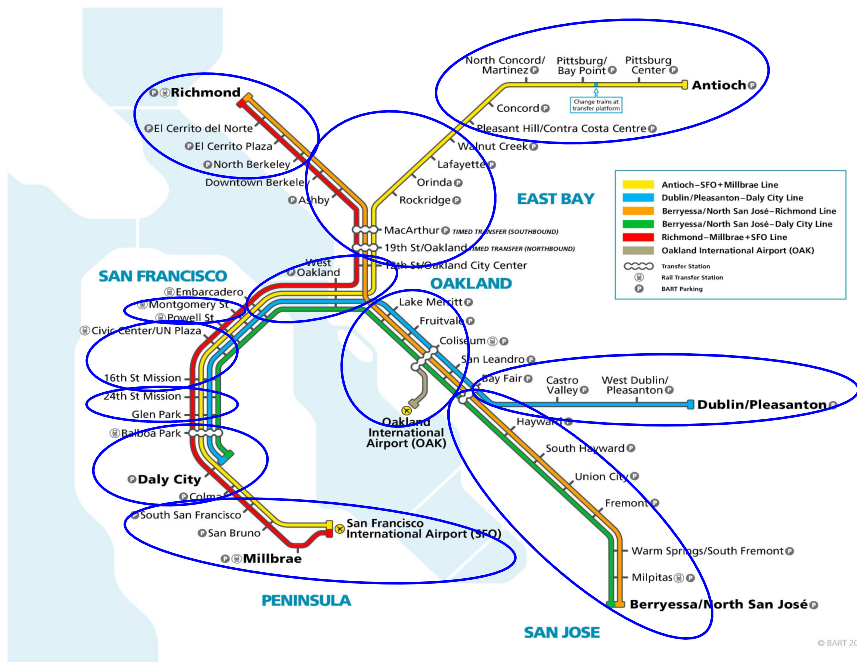 North Concord/
Martinez P
Pittsburg/
Bay Point P
Pittsburg
Center P
Antioch P
Change trains at
transfer platform
P Richmond
Concord P
P El Cerrito del Norte
Pleasant Hill/Contra Costa Centre P
P El Cerrito Plaza
Walnut Creek P
P North Berkeley
Lafayette P
Downtown Berkeley
Orinda P
P Ashby
Rockridge P
EAST BAY
Antioch–SFO+Millbrae Line
Dublin/Pleasanton–Daly City Line
Berryessa/North San José–Richmond Line
Berryessa/North San José–Daly City Line
Richmond–Millbrae+SFO Line
Oakland International Airport (OAK)
Transfer Station
Rail Transfer Station
P BART Parking
MacArthur P TIMED TRANSFER (SOUTHBOUND)
19th St/Oakland TIMED TRANSFER (NORTHBOUND)
12th St/Oakland City Center
West
P Oakland
SAN FRANCISCO
OAKLAND
Embarcadero
Montgomery St
Powell St
Civic Center/UN Plaza
Lake Merritt P
Fruitvale P
Coliseum P
San Leandro P
Bay Fair P
16th St Mission
24th St Mission
Glen Park
Balboa Park
Castro
Valley P
West Dublin/
Pleasanton P
Dublin/Pleasanton P
Oakland
International
Airport (OAK)
Hayward P
South Hayward P
Union City P
Fremont P
P Daly City
P Colma
P South San Francisco
P San Bruno
San Francisco
International Airport (SFO)
P Millbrae
Warm Springs/South Fremont P
Milpitas P
Berryessa/North San José P
PENINSULA
SAN JOSE
© BART 20